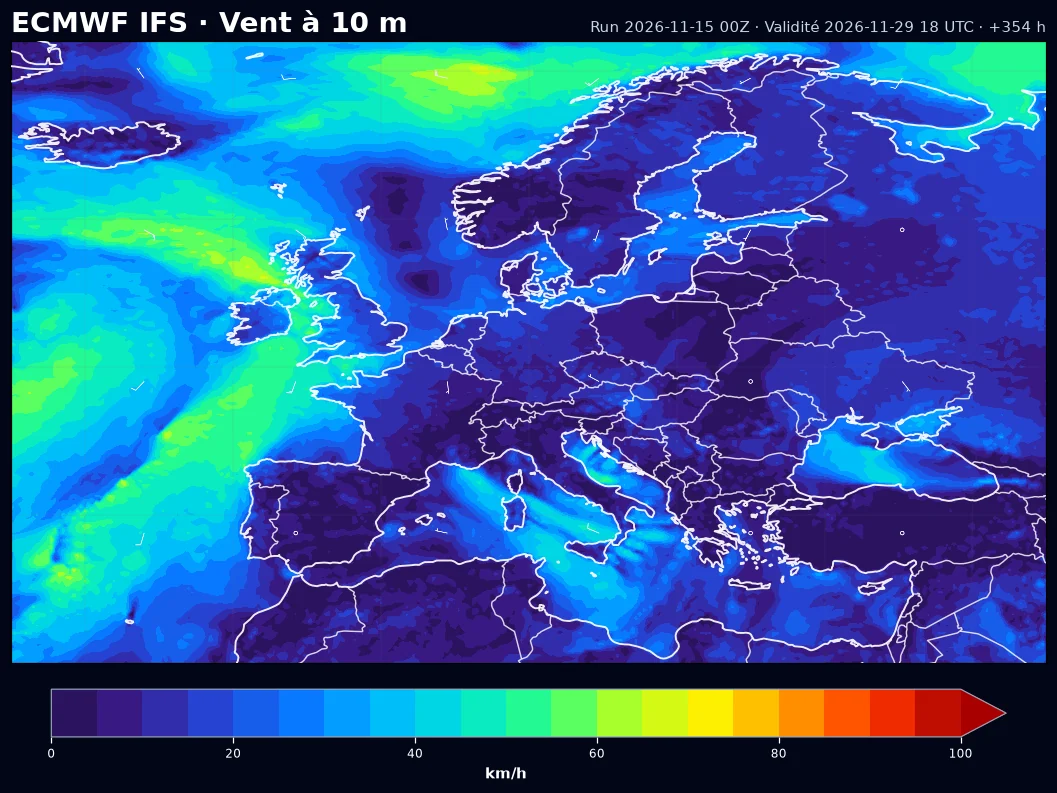 ECMWF IFS · Vent à 10 m
Run 2026-11-15 00Z · Validité 2026-11-29 18 UTC · +354 h
0 20 40 60 80 100
km/h